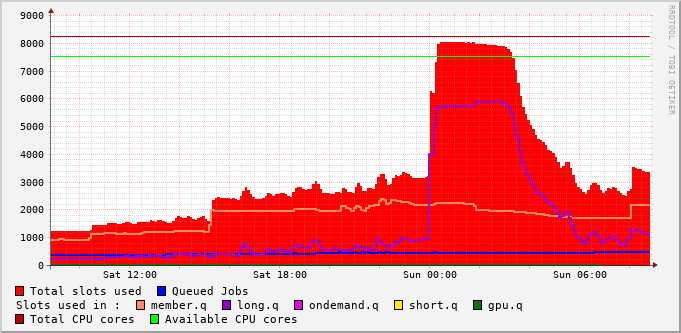 9000
8000
7000
6000
5000
4000
3000
2000
1000
0
Sat 12:00 Sat 18:00 Sun 00:00 Sun 06:00
Total slots used Queued Jobs
Slots used in : member.q long.q ondemand.q short.q gpu.q
Total CPU cores Available CPU cores
RRDTOOL / TOBI OETIKER